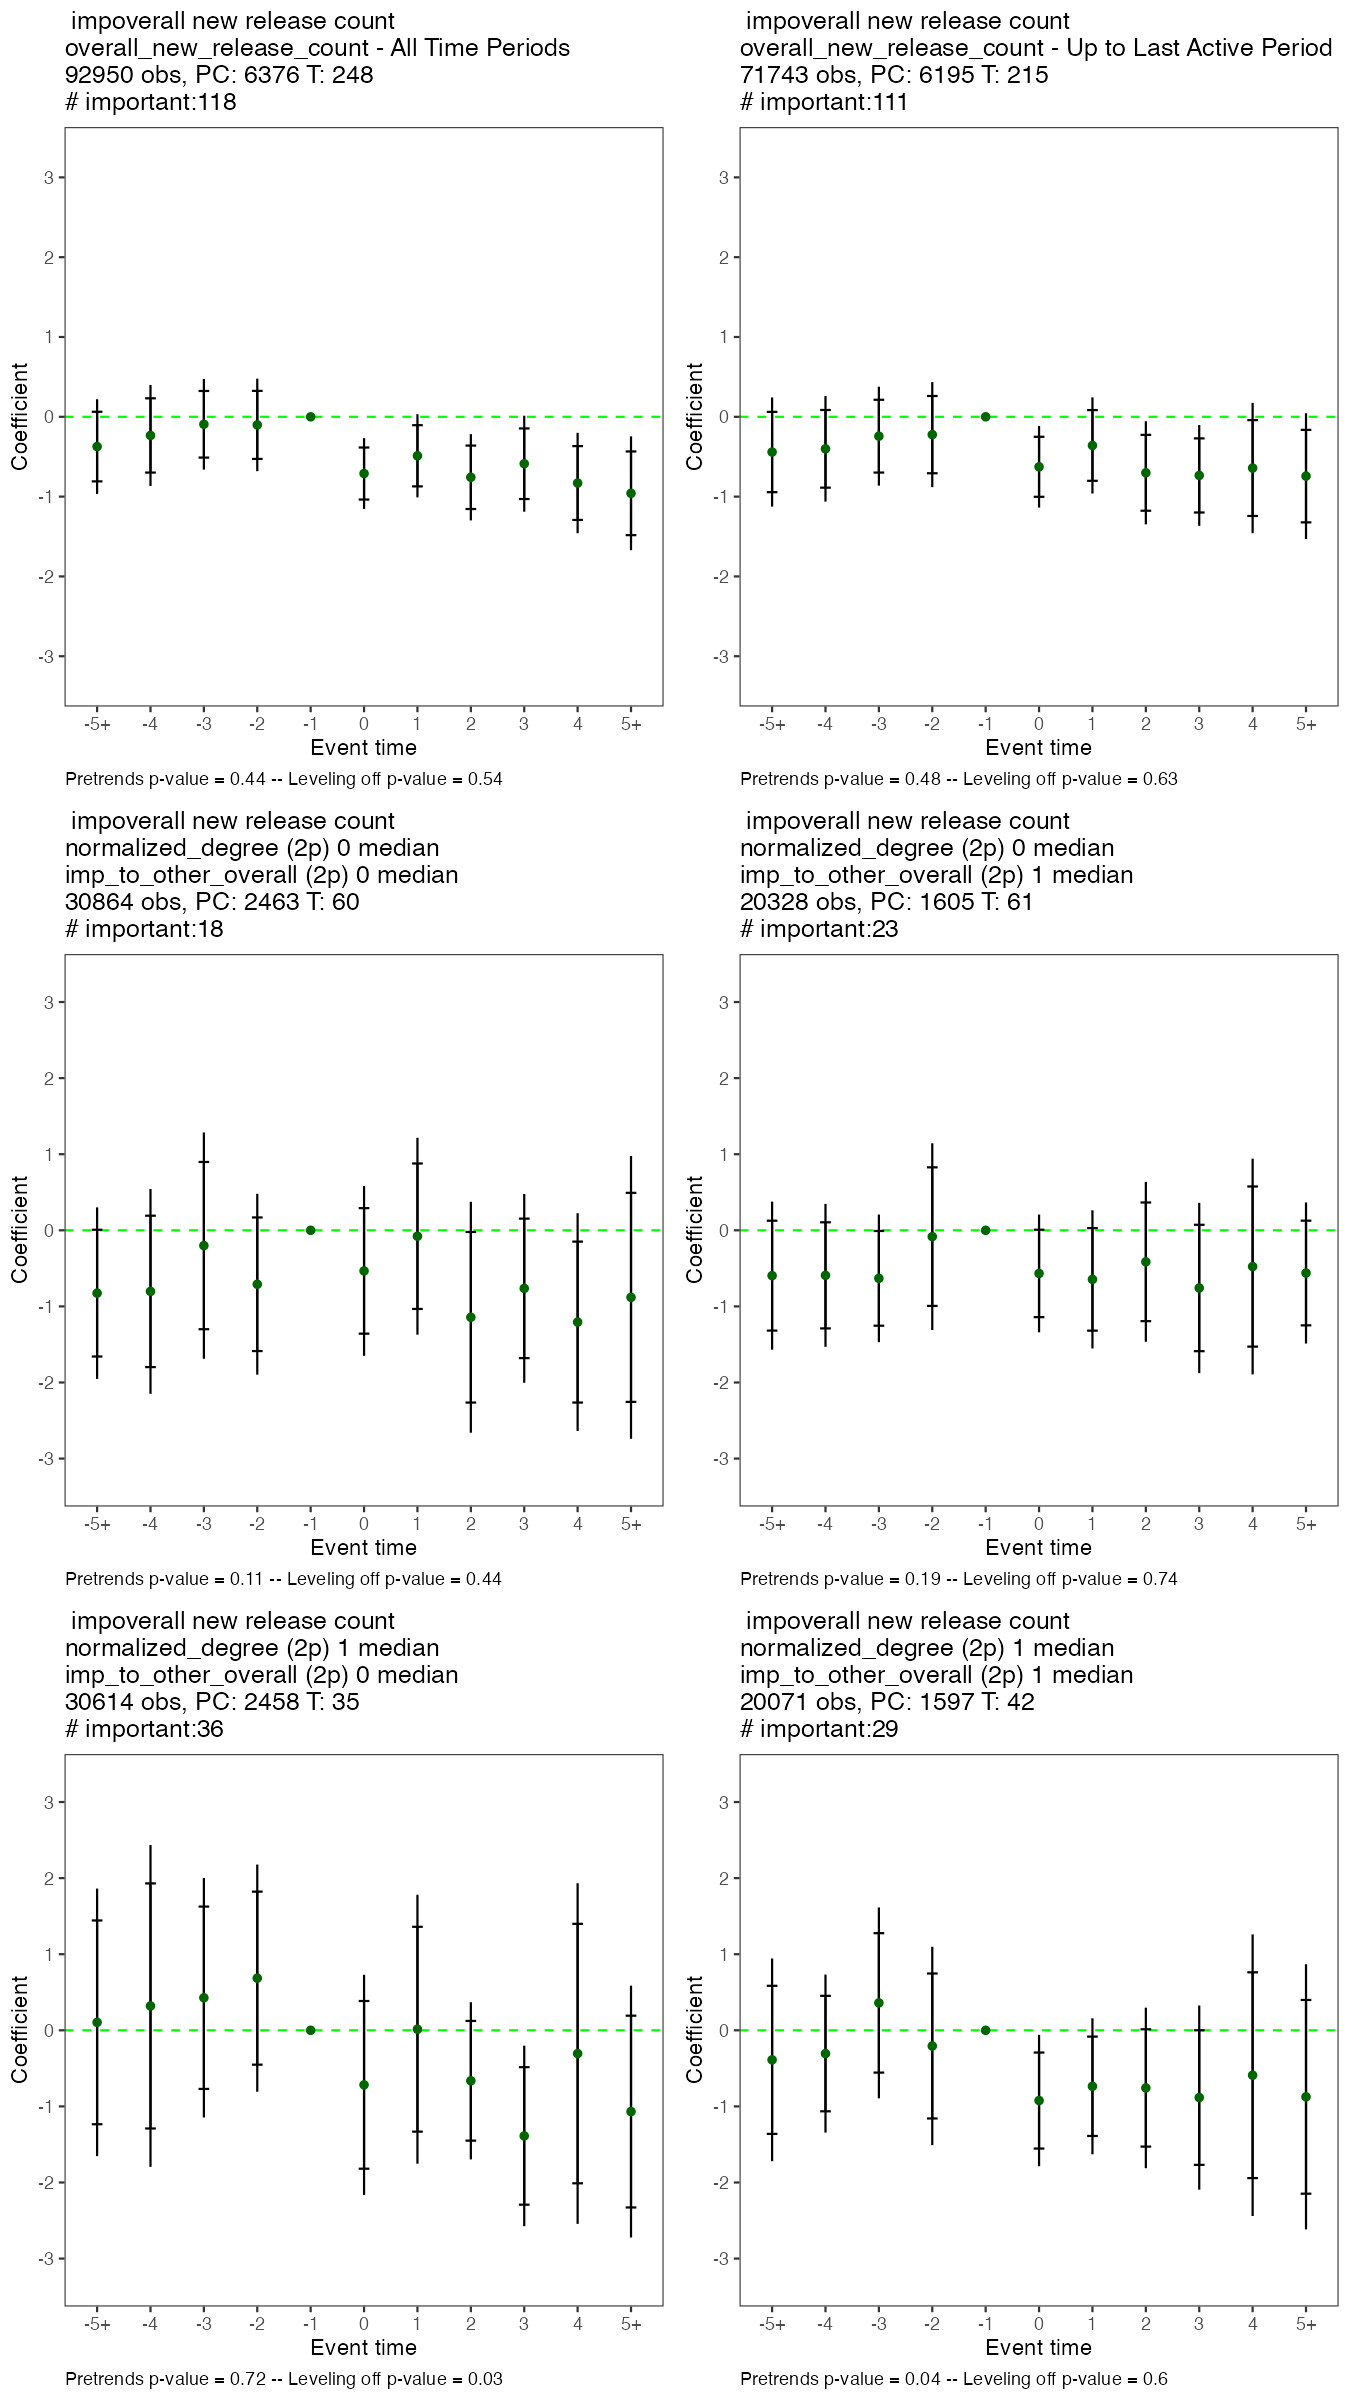 impoverall new release count
overall_new_release_count - All Time Periods
92950 obs, PC: 6376 T: 248
# important:118
3
2
1
0
-1
-2
-3
Coefficient
-5+ -4 -3 -2 -1 0 1 2 3 4 5+
Event time
Pretrends p-value = 0.44 -- Leveling off p-value = 0.54
impoverall new release count
overall_new_release_count - Up to Last Active Period
71743 obs, PC: 6195 T: 215
# important:111
3
2
1
0
-1
-2
-3
Coefficient
-5+ -4 -3 -2 -1 0 1 2 3 4 5+
Event time
Pretrends p-value = 0.48 -- Leveling off p-value = 0.63
impoverall new release count
normalized_degree (2p) 0 median
imp_to_other_overall (2p) 0 median
30864 obs, PC: 2463 T: 60
# important:18
3
2
1
0
-1
-2
-3
Coefficient
-5+ -4 -3 -2 -1 0 1 2 3 4 5+
Event time
Pretrends p-value = 0.11 -- Leveling off p-value = 0.44
impoverall new release count
normalized_degree (2p) 0 median
imp_to_other_overall (2p) 1 median
20328 obs, PC: 1605 T: 61
# important:23
3
2
1
0
-1
-2
-3
Coefficient
-5+ -4 -3 -2 -1 0 1 2 3 4 5+
Event time
Pretrends p-value = 0.19 -- Leveling off p-value = 0.74
impoverall new release count
normalized_degree (2p) 1 median
imp_to_other_overall (2p) 0 median
30614 obs, PC: 2458 T: 35
# important:36
3
2
1
0
-1
-2
-3
Coefficient
-5+ -4 -3 -2 -1 0 1 2 3 4 5+
Event time
Pretrends p-value = 0.72 -- Leveling off p-value = 0.03
impoverall new release count
normalized_degree (2p) 1 median
imp_to_other_overall (2p) 1 median
20071 obs, PC: 1597 T: 42
# important:29
3
2
1
0
-1
-2
-3
Coefficient
-5+ -4 -3 -2 -1 0 1 2 3 4 5+
Event time
Pretrends p-value = 0.04 -- Leveling off p-value = 0.6